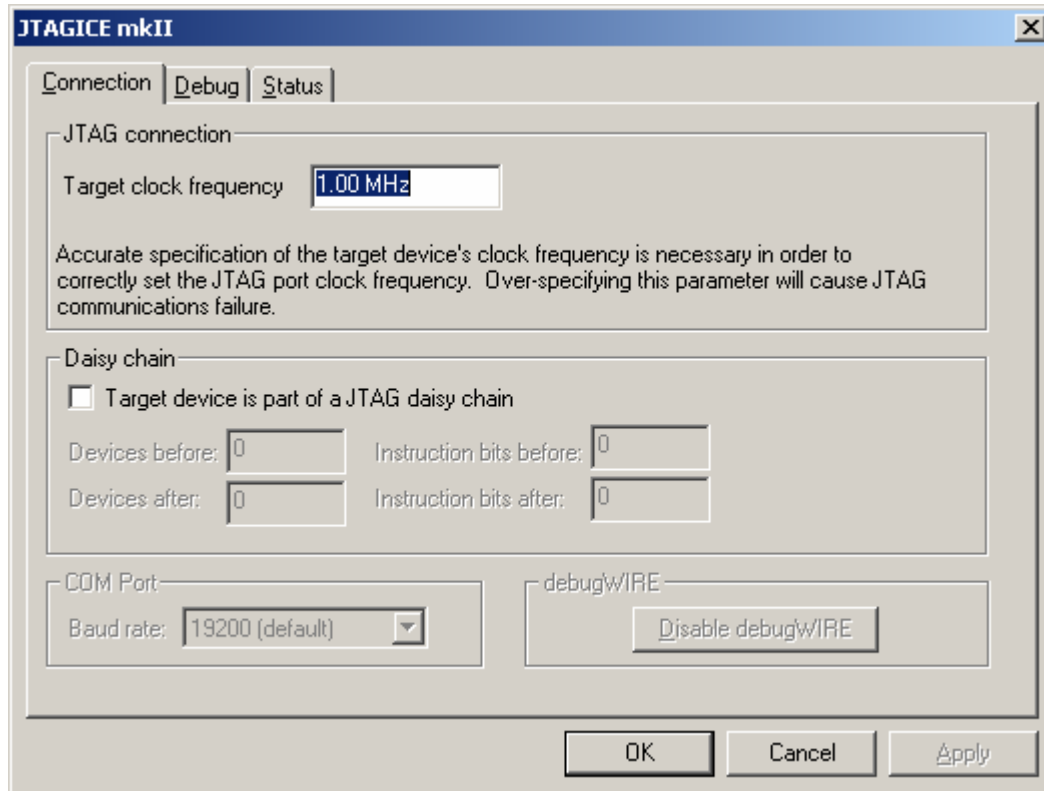 JTAGICE mkII
Connection Debug Status
JTAG connection
Target clock frequency 1.00 MHz
Accurate specification of the target device's clock frequency is necessary in order to
correctly set the JTAG port clock frequency. Over-specifying this parameter will cause JTAG
communications failure.
Daisy chain
Target device is part of a JTAG daisy chain
Devices before: 0 Instruction bits before: 0
Devices after: 0 Instruction bits after: 0
COM Port
Baud rate: 19200 (default)
debugWIRE
Disable debugWIRE
OK Cancel Apply